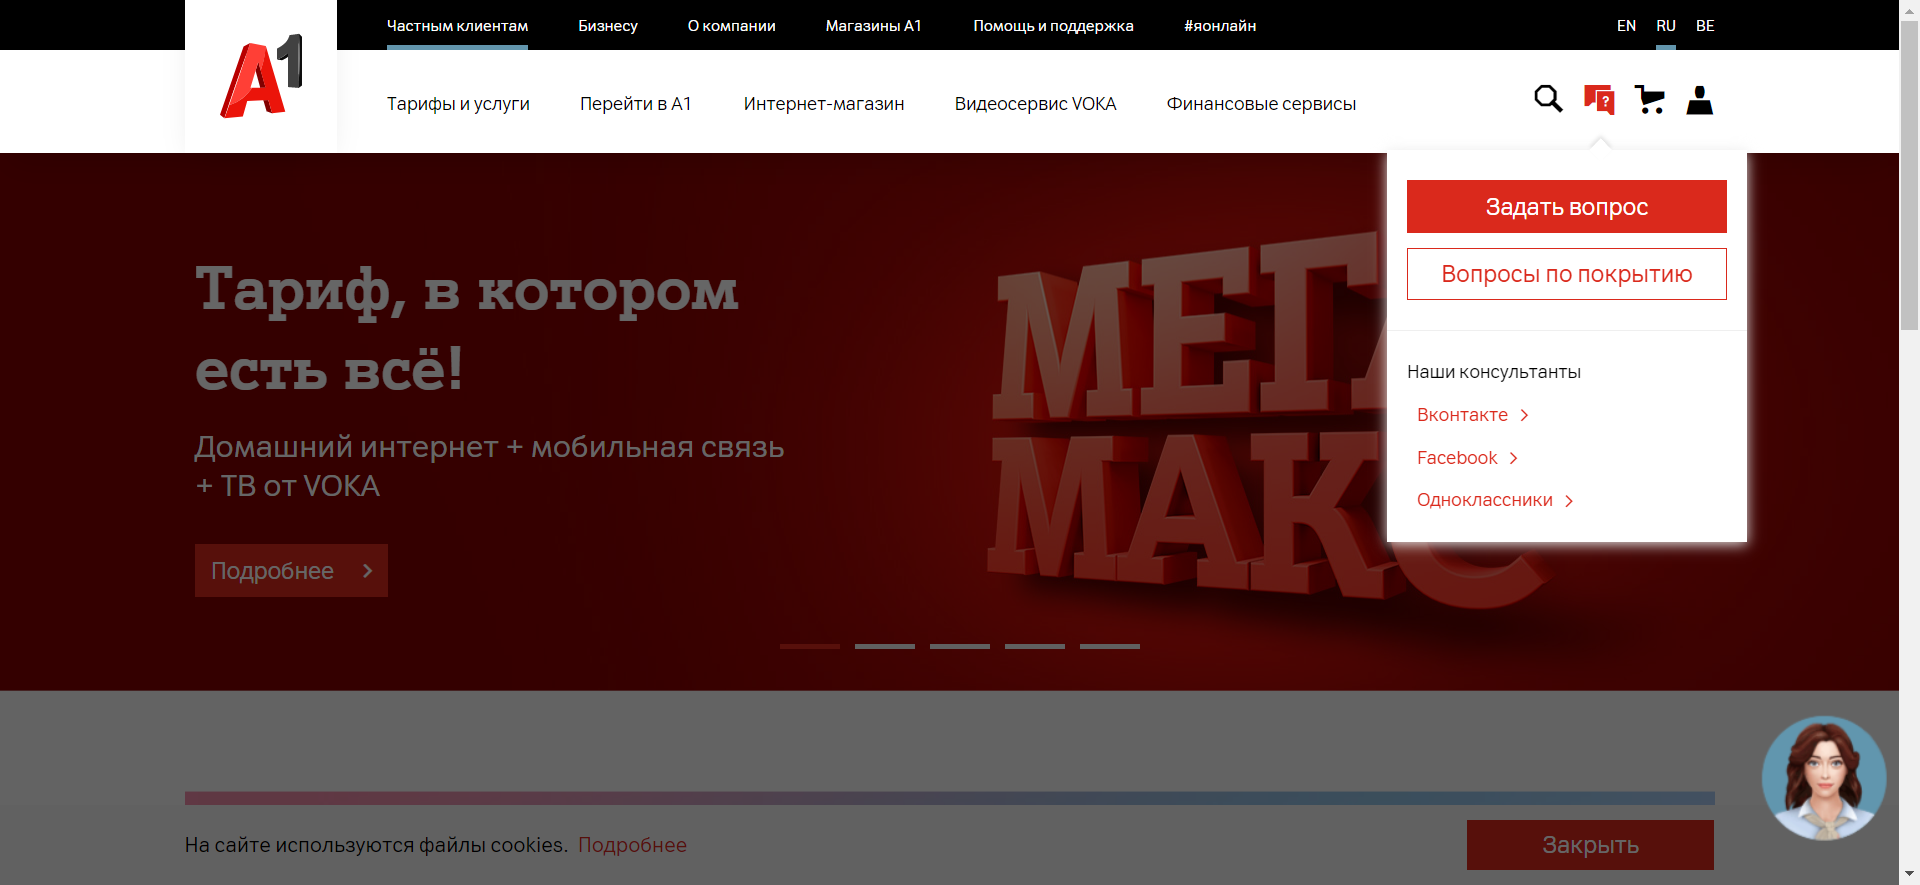 Частным клиентам
Бизнесу
О компании
Магазины А1
Помощь и поддержка
#яонлайн
EN
RU
BE
A1
Тарифы и услуги
Перейти в А1
Интернет-магазин
Видеосервис VOKA
Финансовые сервисы
Задать вопрос
Вопросы по покрытию
Наши консультанты
Вконтакте
Facebook
Одноклассники
Тариф, в котором
есть всё!
Домашний интернет + мобильная связь
+ ТВ от VOKA
Подробнее
МЕГА
МАКС
На сайте используются файлы cookies. Подробнее
Закрыть